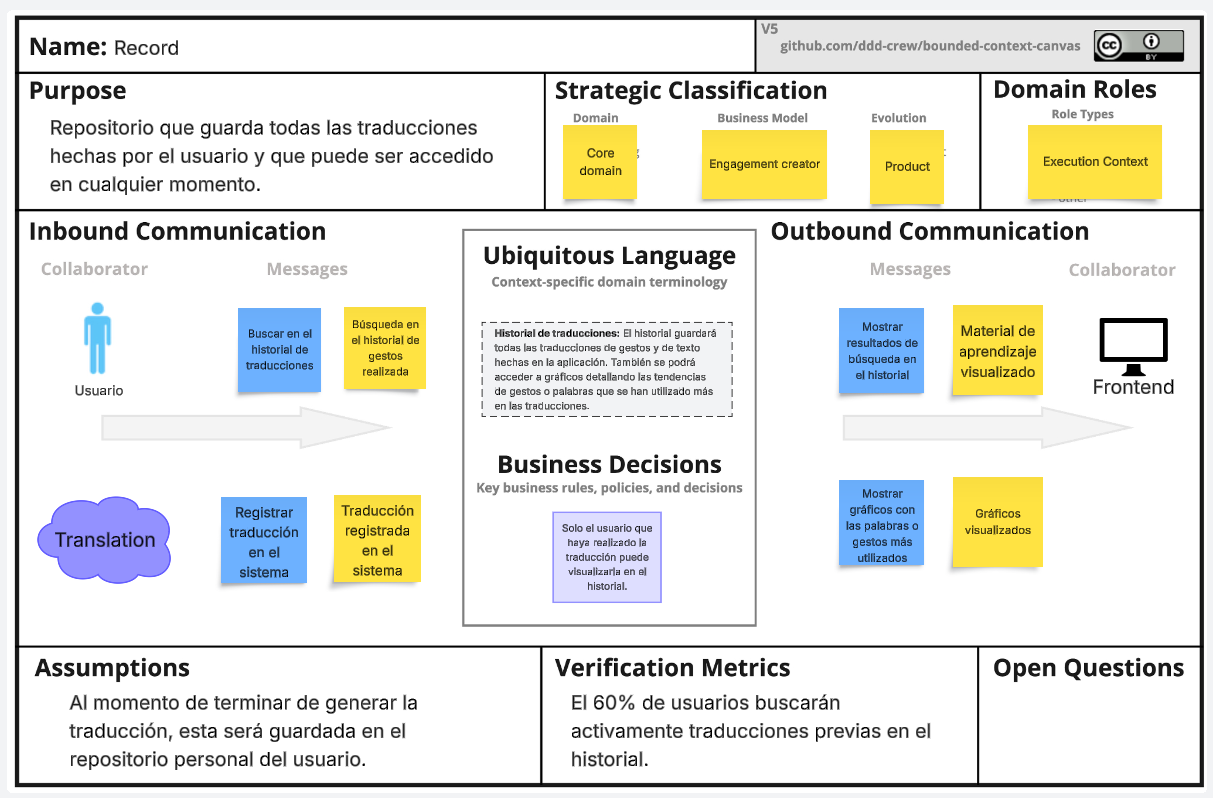 Name: Record
V5
github.com/ddd-crew/bounded-context-canvas
cc
BY
Purpose
Repositorio que guarda todas las traducciones
hechas por el usuario y que puede ser accedido
en cualquier momento.
Strategic Classification
Domain
Core
domain
Business Model
Engagement creator
Evolution
Product
Domain Roles
Role Types
Execution Context
other
Inbound Communication
Collaborator
Messages
Usuario
Buscar en el
historial de
traducciones
Búsqueda en
el historial de
gestos
realizada
Translation
Registrar
traducción
en el
sistema
Traducción
registrada
en el
sistema
Ubiquitous Language
Context-specific domain terminology
Historial de traducciones: El historial guardará
todas las traducciones de gestos y de texto
hechas en la aplicación. También se podrá
acceder a gráficos detallando las tendencias
de gestos o palabras que se han utilizado más
en las traducciones.
Business Decisions
Key business rules, policies, and decisions
Solo el usuario que
haya realizado la
traducción puede
visualizarla en el
historial.
Outbound Communication
Messages
Collaborator
Mostrar
resultados de
búsqueda en
el historial
Material de
aprendizaje
visualizado
Frontend
Mostrar
gráficos con
las palabras o
gestos más
utilizados
Gráficos
visualizados
Assumptions
Al momento de terminar de generar la
traducción, esta será guardada en el
repositorio personal del usuario.
Verification Metrics
El 60% de usuarios buscarán
activamente traducciones previas en el
historial.
Open Questions